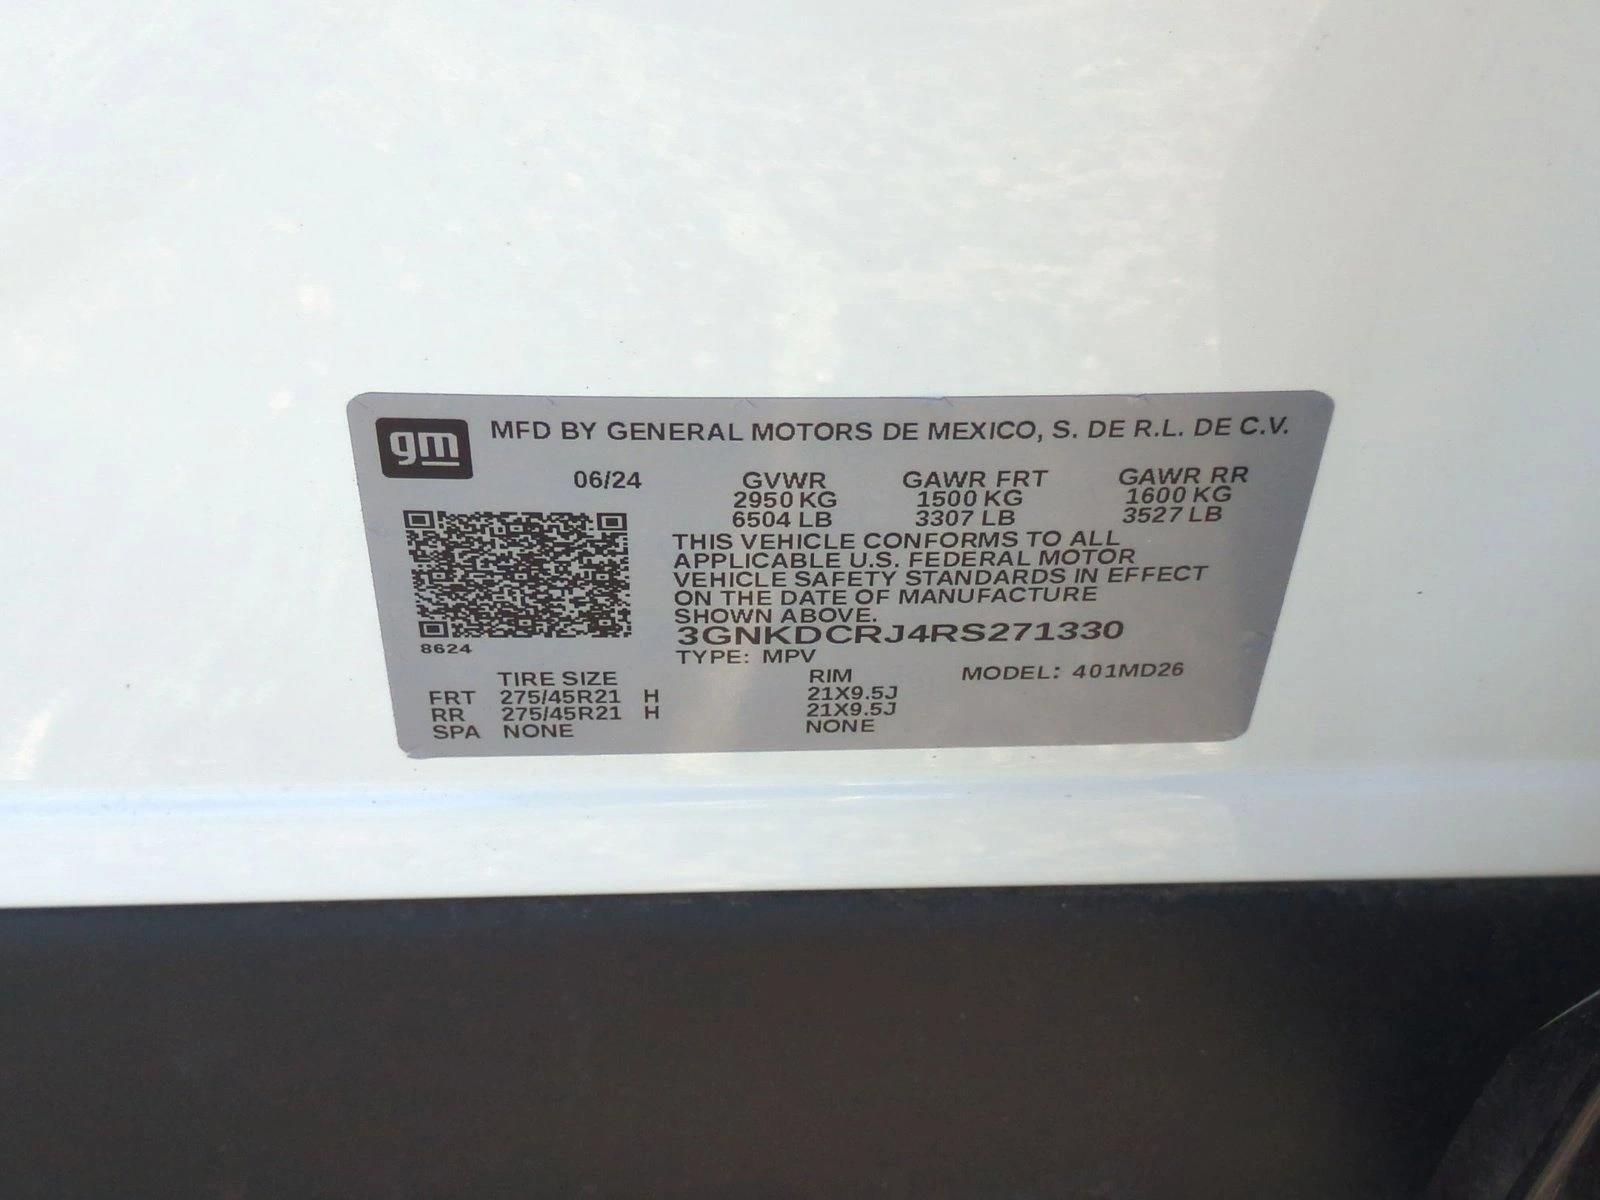 gm MFD BY GENERAL MOTORS DE MEXICO, S. DE R.L. DE C.V.
06/24 GVWR GAWR FRT GAWR RR
2950 KG 1500 KG 1600 KG
6504 LB 3307 LB 3527 LB
THIS VEHICLE CONFORMS TO ALL
APPLICABLE U.S. FEDERAL MOTOR
VEHICLE SAFETY STANDARDS IN EFFECT
ON THE DATE OF MANUFACTURE
SHOWN ABOVE.
3GNKDCRJ4RS271330
8624
TYPE: MPV
TIRE SIZE RIM MODEL: 401MD26
FRT 275/45R21 H 21X9.5J
RR 275/45R21 H 21X9.5J
SPA NONE NONE